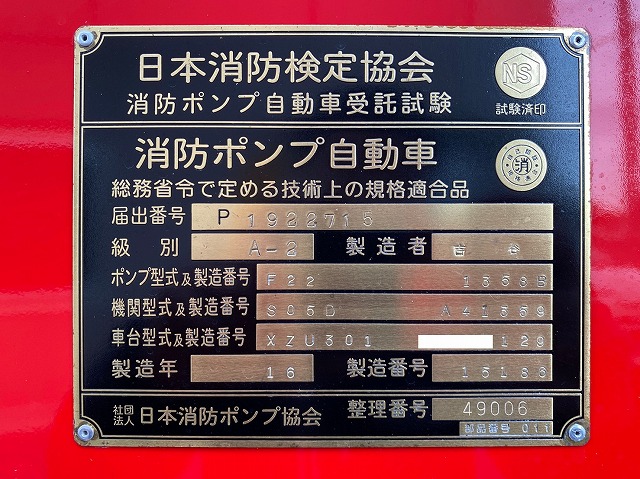 日本消防検定協会
NS
消防ポンプ自動車受託試験
試験済印
消防ポンプ自動車
消
総務省令で定める技術上の規格適合品
届出番号 P 1922715
級別 A-2 製造者 吉谷
ポンプ型式及製造番号 F22
機関型式及製造番号 S05D A41559
車台型式及製造番号 XZU301 129
製造年 16 製造番号 15183
社団法人 日本消防ポンプ協会 整理番号 49006
011